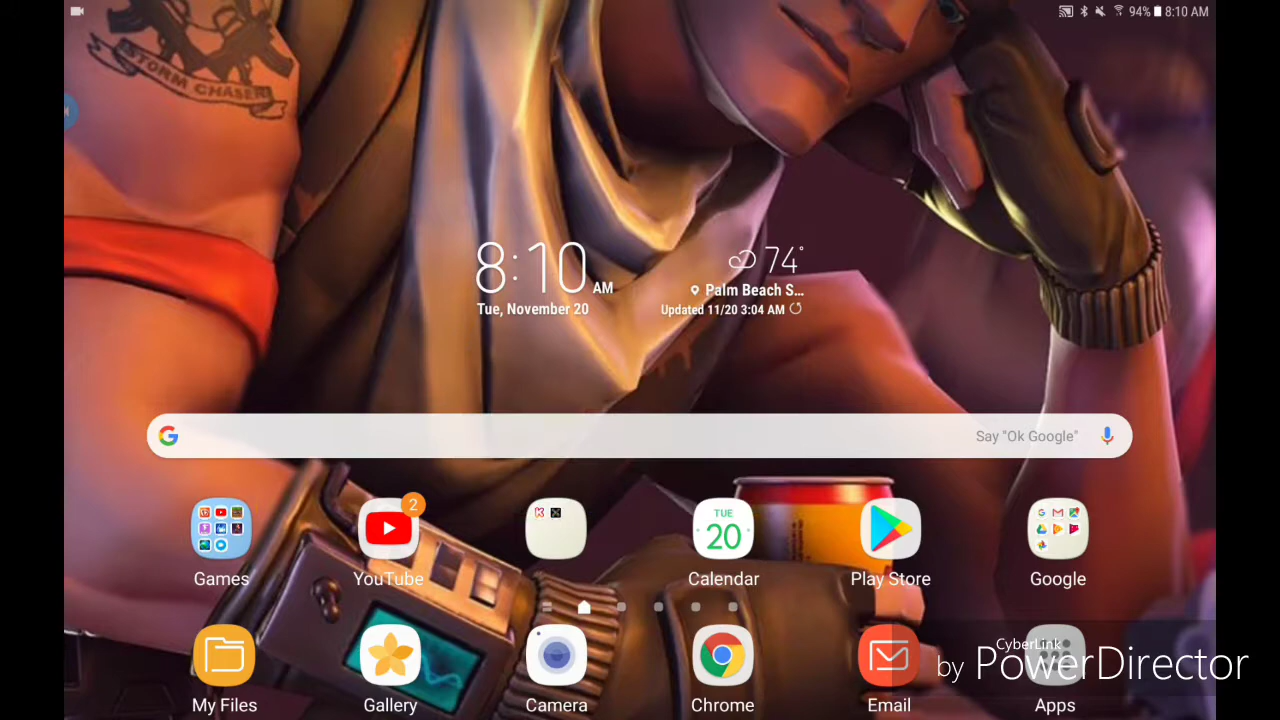 94% 8:10 AM
STORM CHASER
8:10 AM
74°
Tue, November 20
Palm Beach S...
Updated 11/20 3:04 AM
Say "Ok Google"
2
TUE
20
Games
YouTube
Calendar
Play Store
Google
CyberLink
by PowerDirector
My Files
Gallery
Camera
Chrome
Email
Apps